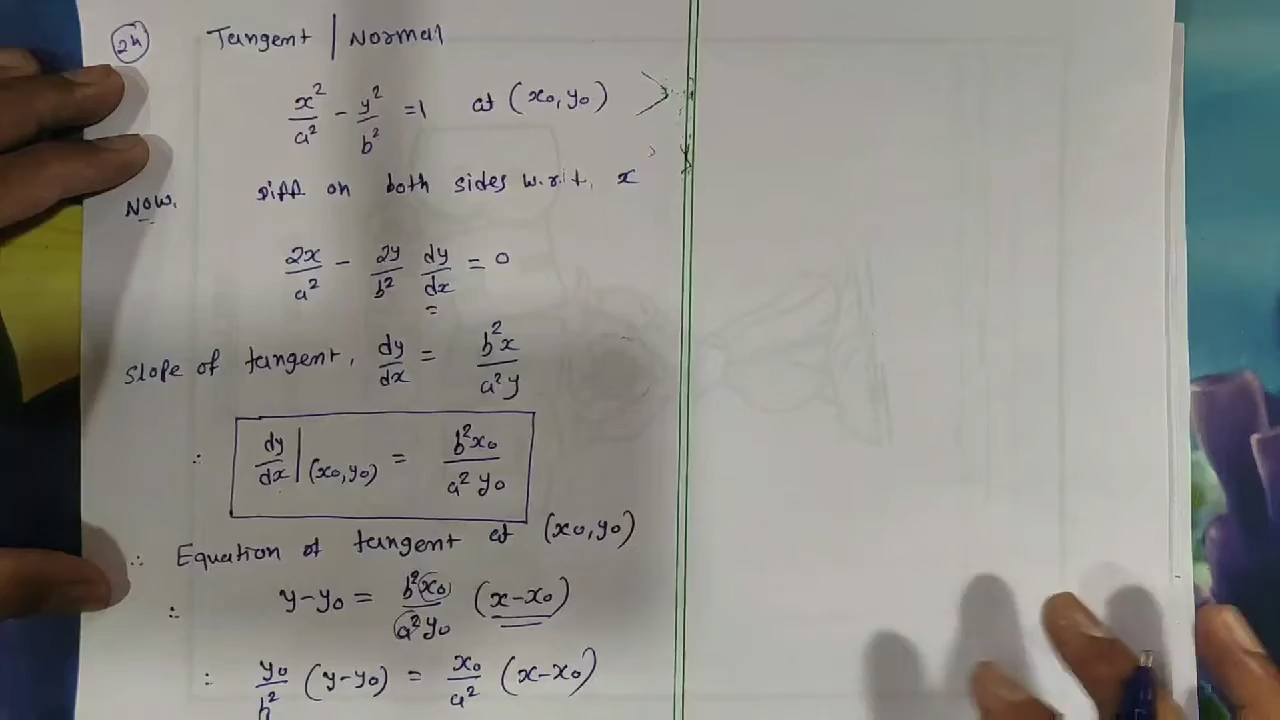 24 Tangent | Normal
x²/a² - y²/b² = 1 at (x₀, y₀)
Now. Diff on both sides w.r.t. x
2x/a² - 2y/b² dy/dx = 0
Slope of tangent, dy/dx = b²x/a²y
∴ dy/dx|(x₀, y₀) = b²x₀/a²y₀
∴ Equation of tangent at (x₀, y₀)
∴ y-y₀ = b²x₀/a²y₀ (x-x₀)
∴ y₀/b² (y-y₀) = x₀/a² (x-x₀)